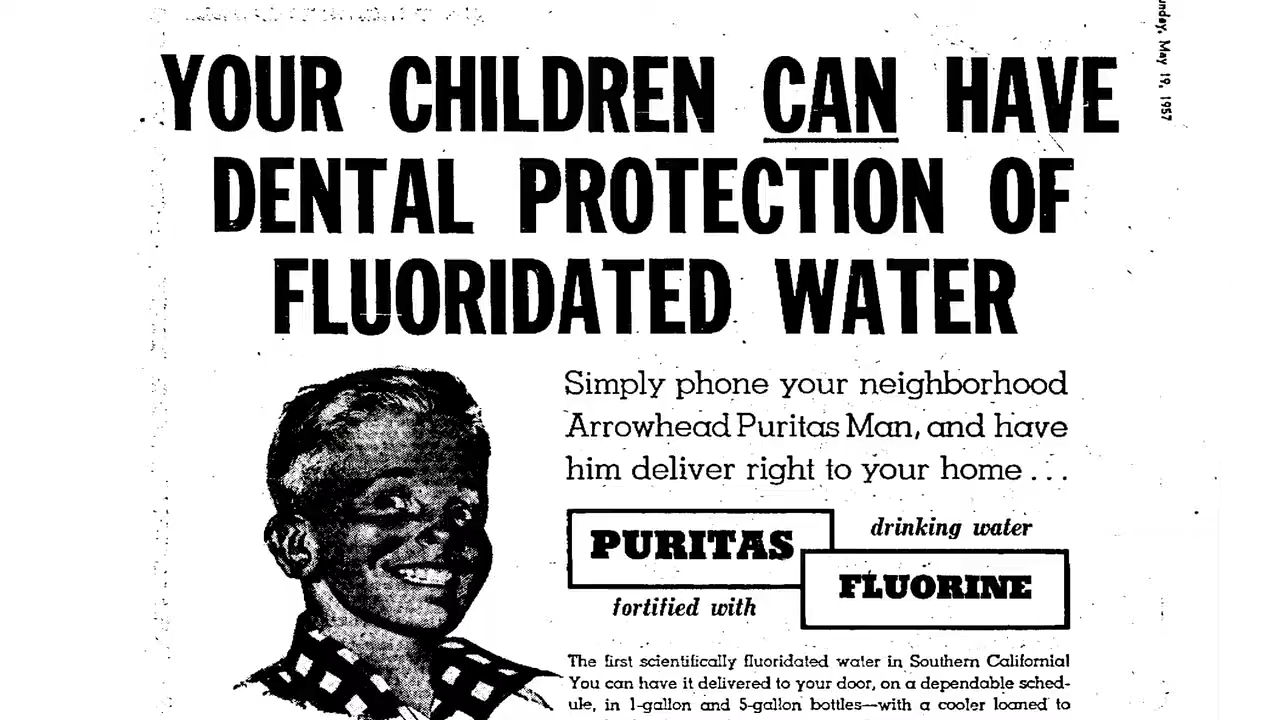 unday, May 19, 1957
YOUR CHILDREN CAN HAVE
DENTAL PROTECTION OF
FLUORIDATED WATER
Simply phone your neighborhood
Arrowhead Puritas Man, and have
him deliver right to your home ...
PURITAS
drinking water
fortified with
FLUORINE
The first scientifically fluoridated water in Southern California!
You can have it delivered to your door, on a dependable sched-
ule, in 1-gallon and 5-gallon bottles—with a cooler loaned to